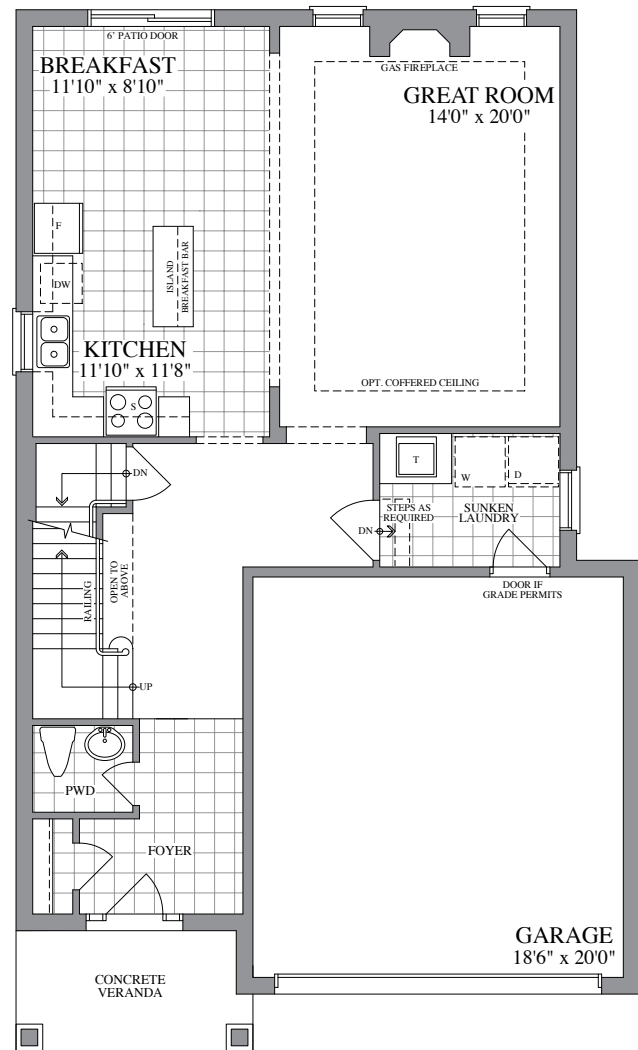 6' PATIO DOOR
BREAKFAST
11'10" x 8'10"
GAS FIREPLACE
GREAT ROOM
14'0" x 20'0"
F
DW
ISLAND
BREAKFAST BAR
KITCHEN
11'10" x 11'8"
S
OPT. COFFERED CEILING
DN
T
W
D
STEPS AS
REQUIRED
DN
SUNKEN
LAUNDRY
RAILING
OPEN TO
ABOVE
DOOR IF
GRADE PERMITS
UP
PWD
FOYER
GARAGE
18'6" x 20'0"
CONCRETE
VERANDA